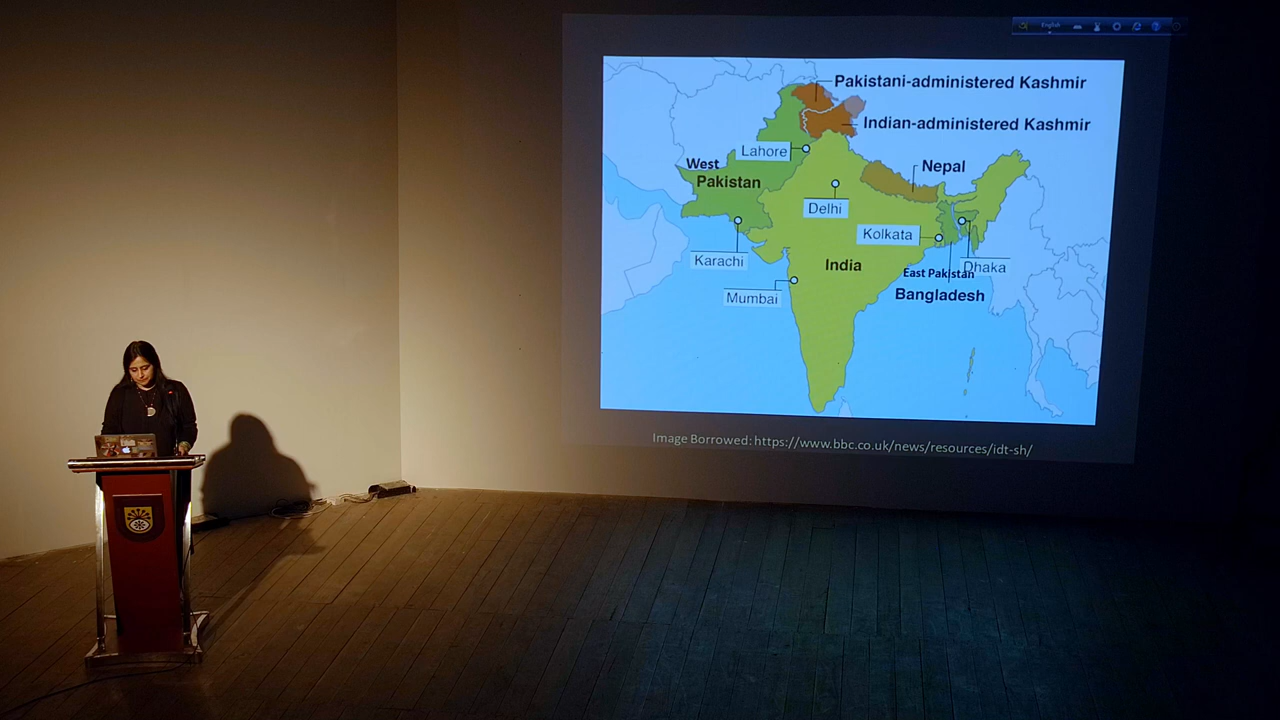 English
Pakistani-administered Kashmir
Indian-administered Kashmir
Lahore
West
Pakistan
Nepal
Delhi
Kolkata
Karachi
India
Dhaka
East Pakistan
Mumbai
Bangladesh
Image Borrowed: https://www.bbc.co.uk/news/resources/idt-sh/